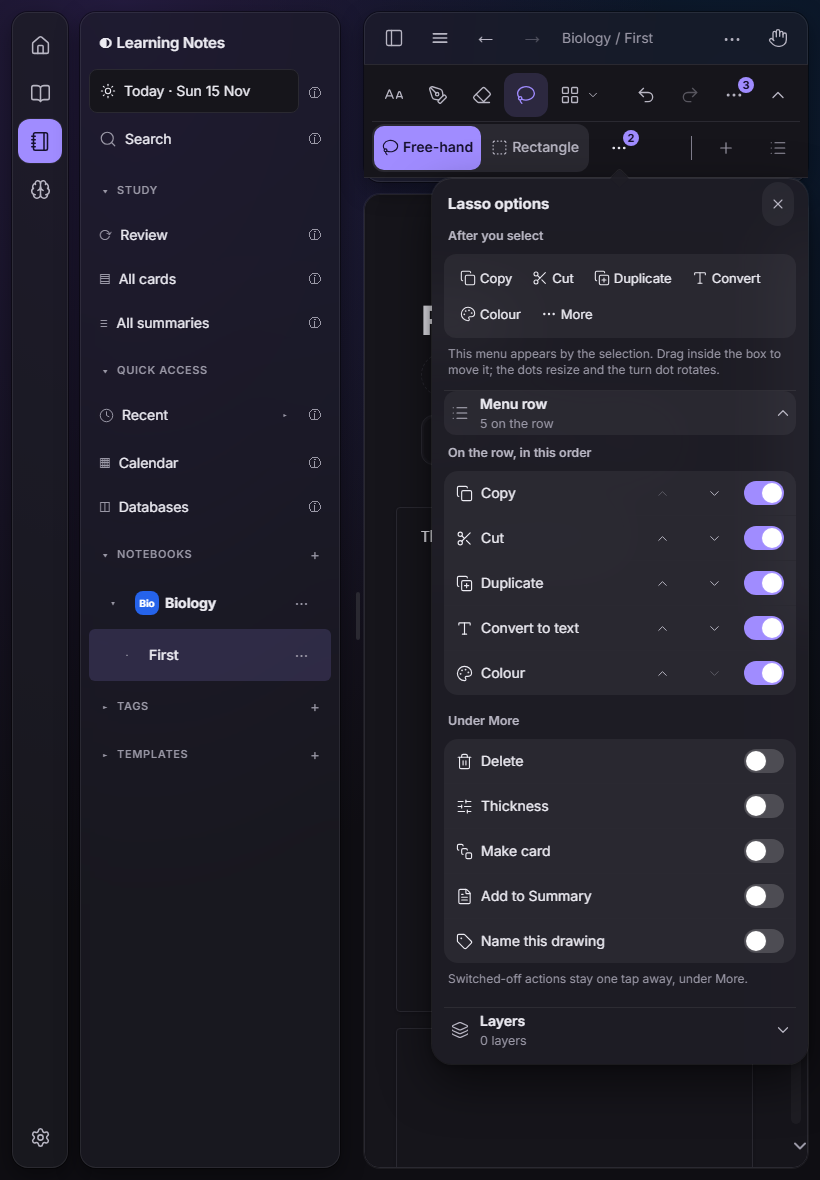 Learning Notes
Today · Sun 15 Nov
Search
STUDY
Review
All cards
All summaries
QUICK ACCESS
Recent
Calendar
Databases
NOTEBOOKS
Bio Biology
First
TAGS
TEMPLATES
Biology / First
AA
3
Free-hand
Rectangle
2
Lasso options
After you select
Copy Cut Duplicate Convert
Colour More
This menu appears by the selection. Drag inside the box to
move it; the dots resize and the turn dot rotates.
Menu row
5 on the row
On the row, in this order
Copy
Cut
Duplicate
Convert to text
Colour
Under More
Delete
Thickness
Make card
Add to Summary
Name this drawing
Switched-off actions stay one tap away, under More.
Layers
0 layers